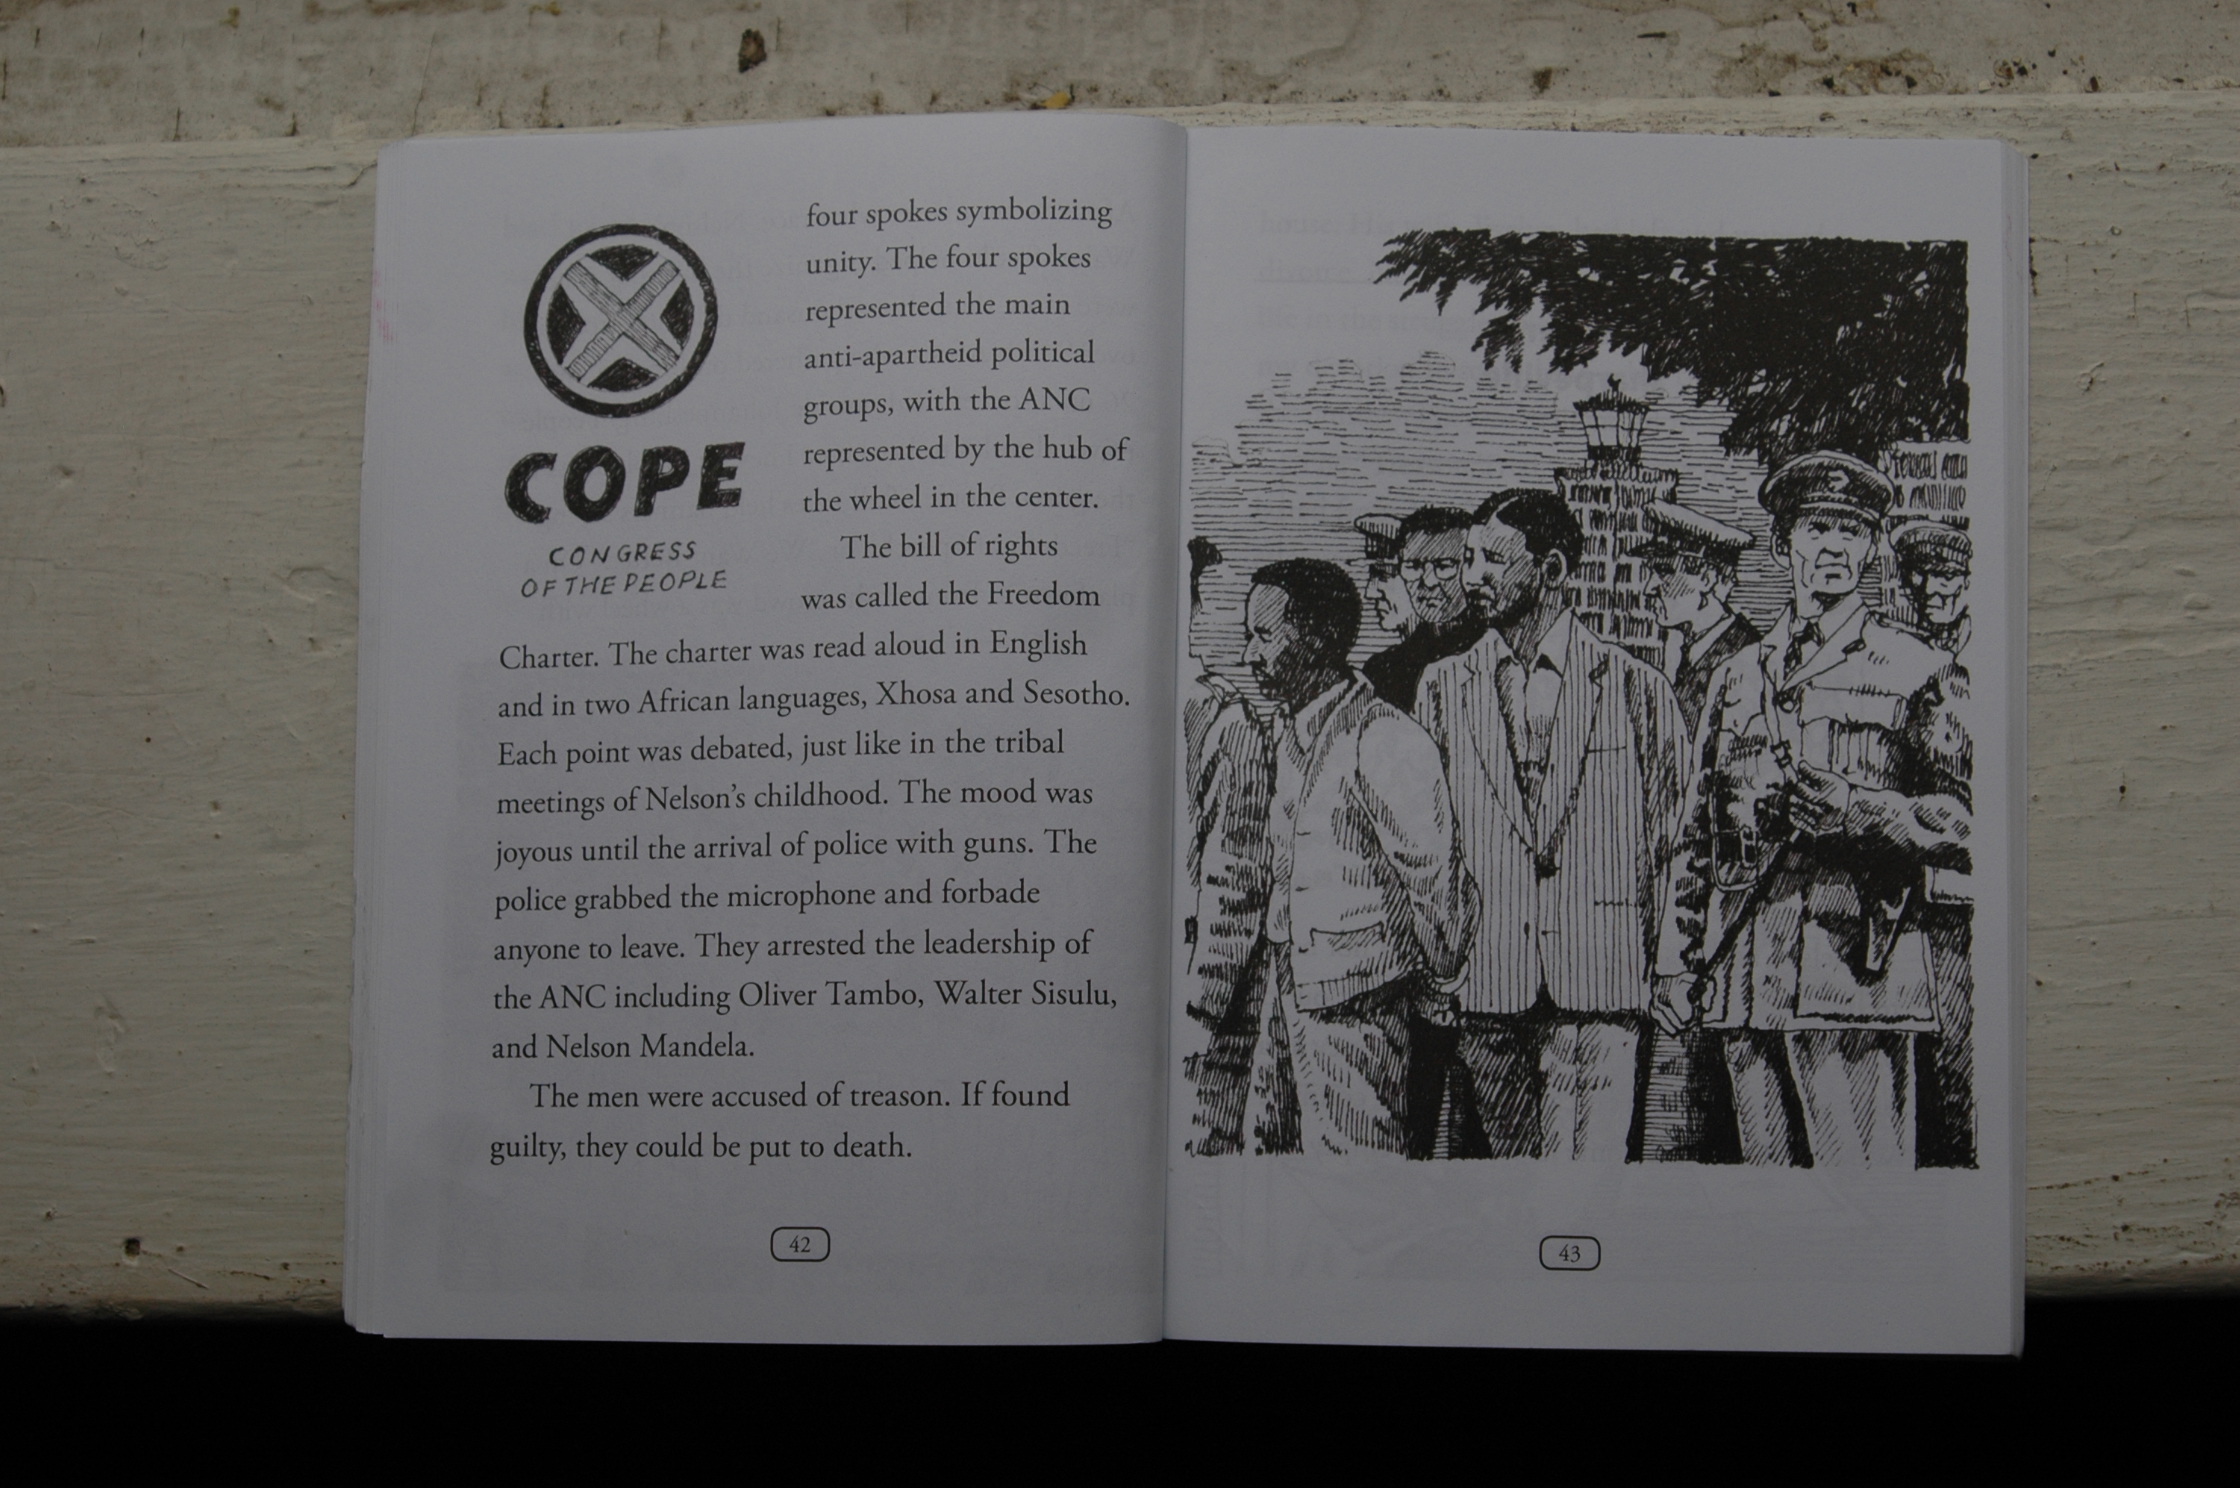 COPE
CONGRESS
OF THE PEOPLE
four spokes symbolizing
unity. The four spokes
represented the main
anti-apartheid political
groups, with the ANC
represented by the hub of
the wheel in the center.
The bill of rights
was called the Freedom
Charter. The charter was read aloud in English
and in two African languages, Xhosa and Sesotho.
Each point was debated, just like in the tribal
meetings of Nelson's childhood. The mood was
joyous until the arrival of police with guns. The
police grabbed the microphone and forbade
anyone to leave. They arrested the leadership of
the ANC including Oliver Tambo, Walter Sisulu,
and Nelson Mandela.
The men were accused of treason. If found
guilty, they could be put to death.
42
43